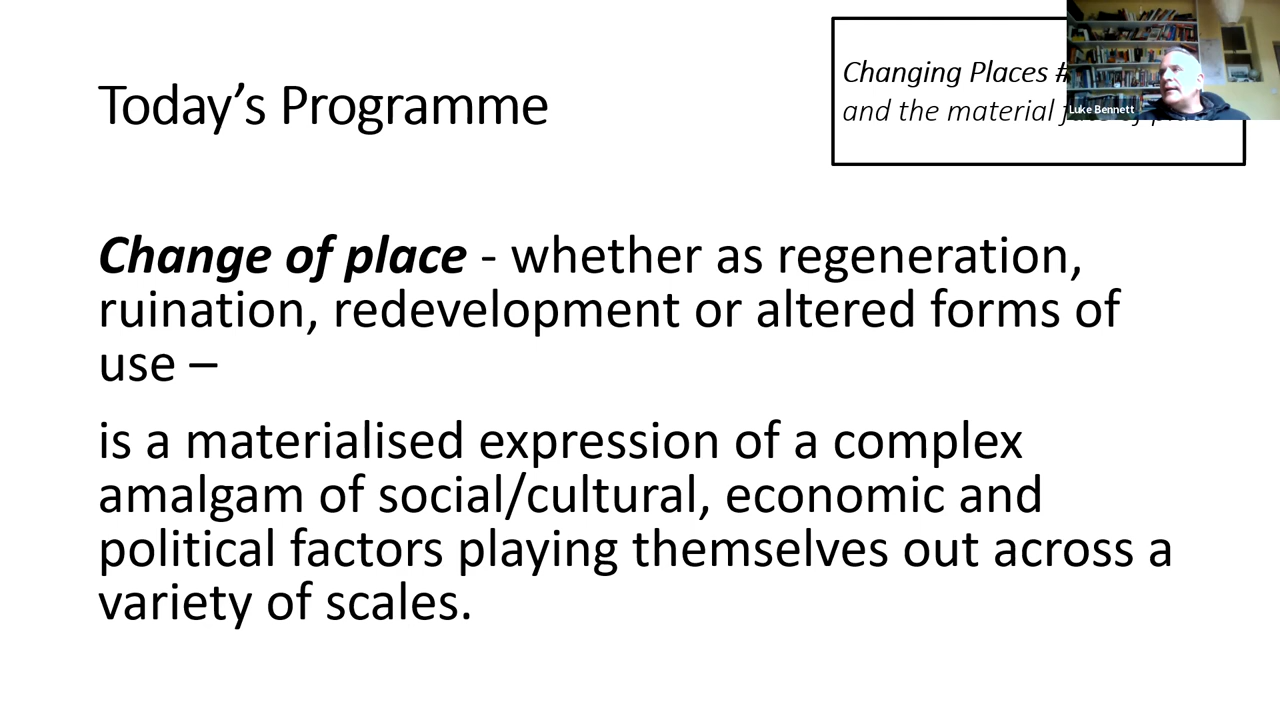 Today's Programme
Changing Places #
and the material
Luke Bennett
Change of place - whether as regeneration,
ruination, redevelopment or altered forms of
use –
is a materialised expression of a complex
amalgam of social/cultural, economic and
political factors playing themselves out across a
variety of scales.